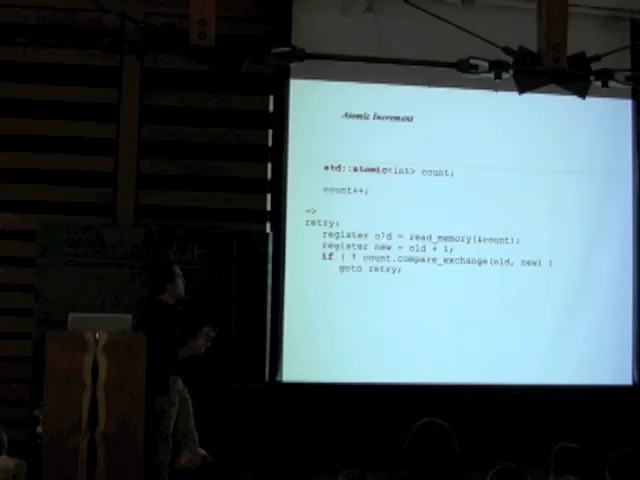 Atomic Increment
std::atomic<int> count;
count++;
=>
retry:
register old = read_memory(&count);
register new = old + 1;
if ( ! count.compare_exchange(old, new) )
goto retry;